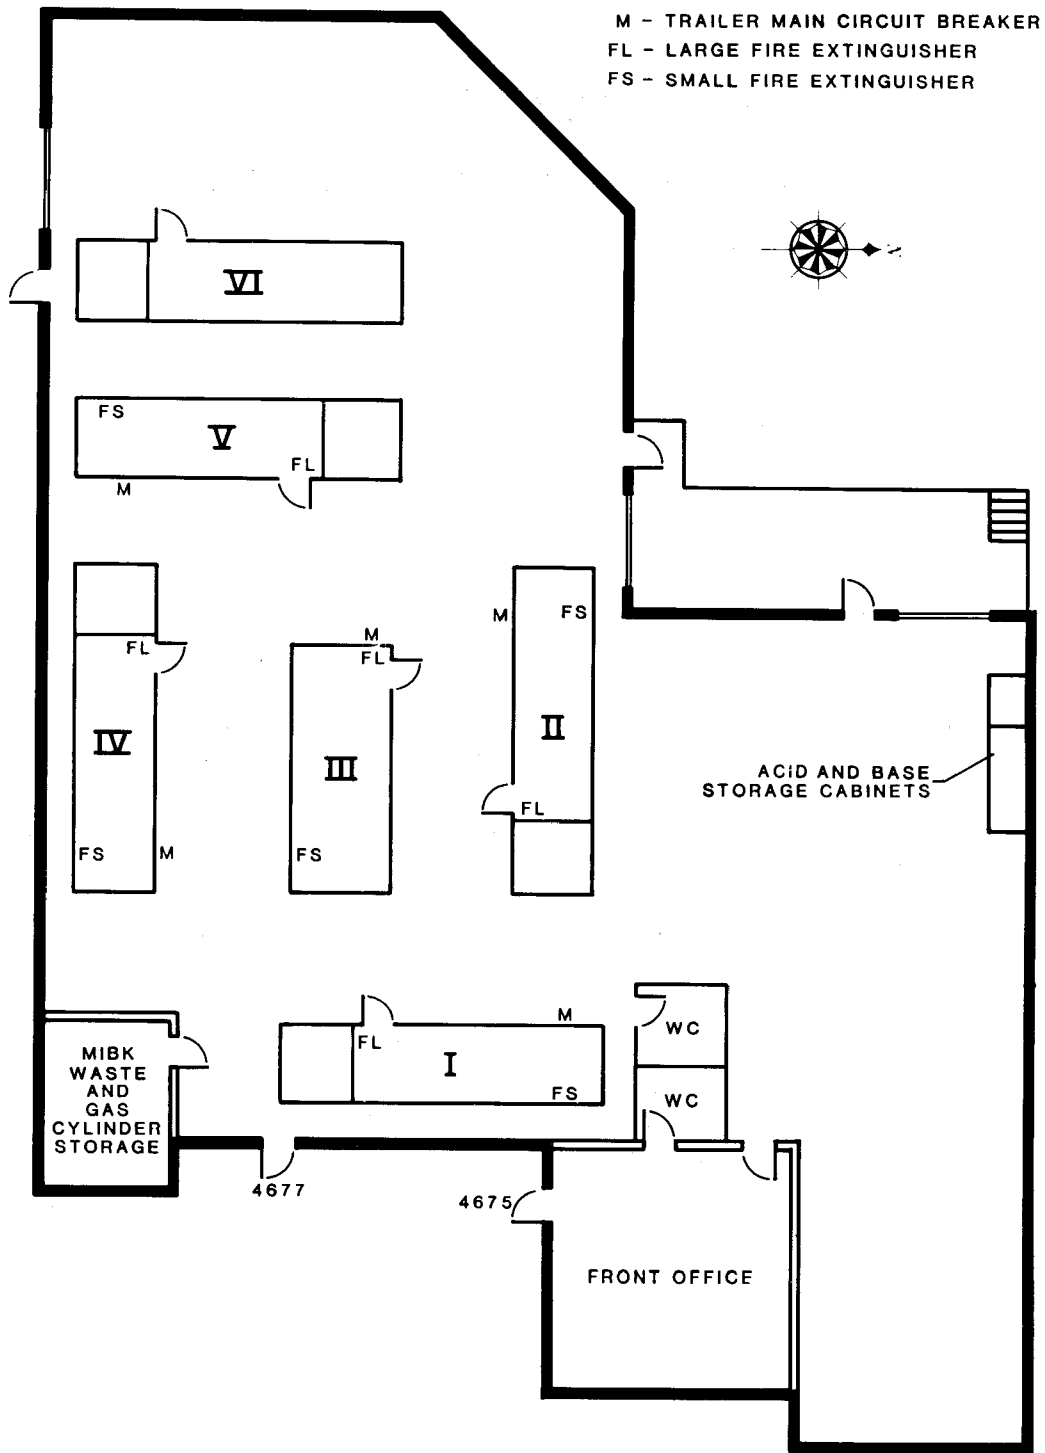 M - TRAILER MAIN CIRCUIT BREAKER
FL - LARGE FIRE EXTINGUISHER
FS - SMALL FIRE EXTINGUISHER
VI
FS
V
FL
M
M
FS
FL
M
FL
IV
III
II
ACID AND BASE
STORAGE CABINETS
FL
FS
M
FS
M
FL
I
FS
WC
WC
MIBK
WASTE
AND
GAS
CYLINDER
STORAGE
4677
4675
FRONT OFFICE